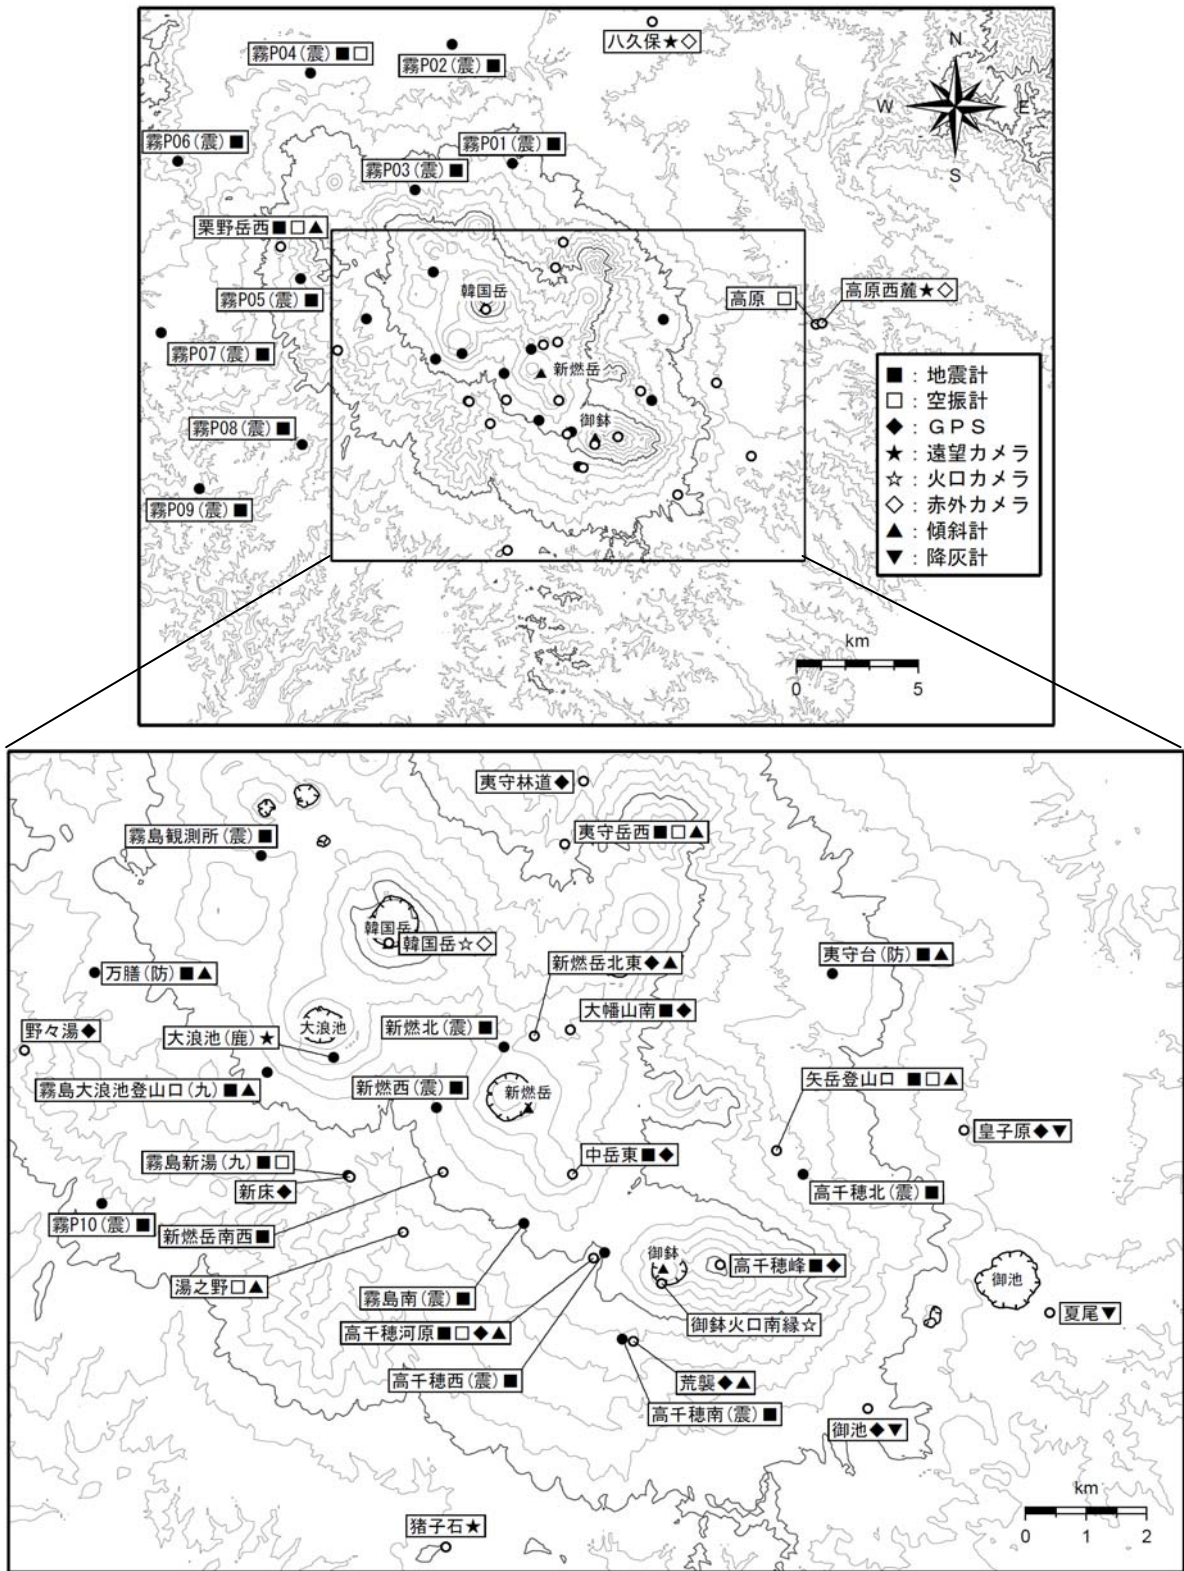 八久保★◇
霧P04(震)■□
霧P02(震)■
N
W
E
S
霧P06(震)■
霧P01(震)■
霧P03(震)■
栗野岳西■□▲
霧P05(震)■
韓国岳
高原 □
高原西麓★◇
霧P07(震)■
新燃岳
霧P08(震)■
御鉢
霧P09(震)■
■：地震計
□：空振計
◆：ＧＰＳ
★：遠望カメラ
☆：火口カメラ
◇：赤外カメラ
▲：傾斜計
▼：降灰計
km
0 5
夷守林道◆
霧島観測所(震)■
夷守岳西■□▲
韓国岳
韓国岳☆◇
万膳(防)■▲
新燃岳北東◆▲
夷守台(防)■▲
野々湯◆
大浪池
大浪池(鹿)★
新燃北(震)■
大幡山南■◆
霧島大浪池登山口(九)■▲
新燃西(震)■
新燃岳
矢岳登山口 ■□▲
皇子原◆▼
霧島新湯(九)■□
中岳東■◆
新床◆
高千穂北(震)■
霧P10(震)■
新燃岳南西■
湯之野□▲
御鉢
高千穂峰■◆
御池
霧島南(震)■
夏尾▼
高千穂河原■□◆▲
御鉢火口南縁☆
高千穂西(震)■
荒襲◆▲
高千穂南(震)■
御池◆▼
km
0 1 2
猪子石★